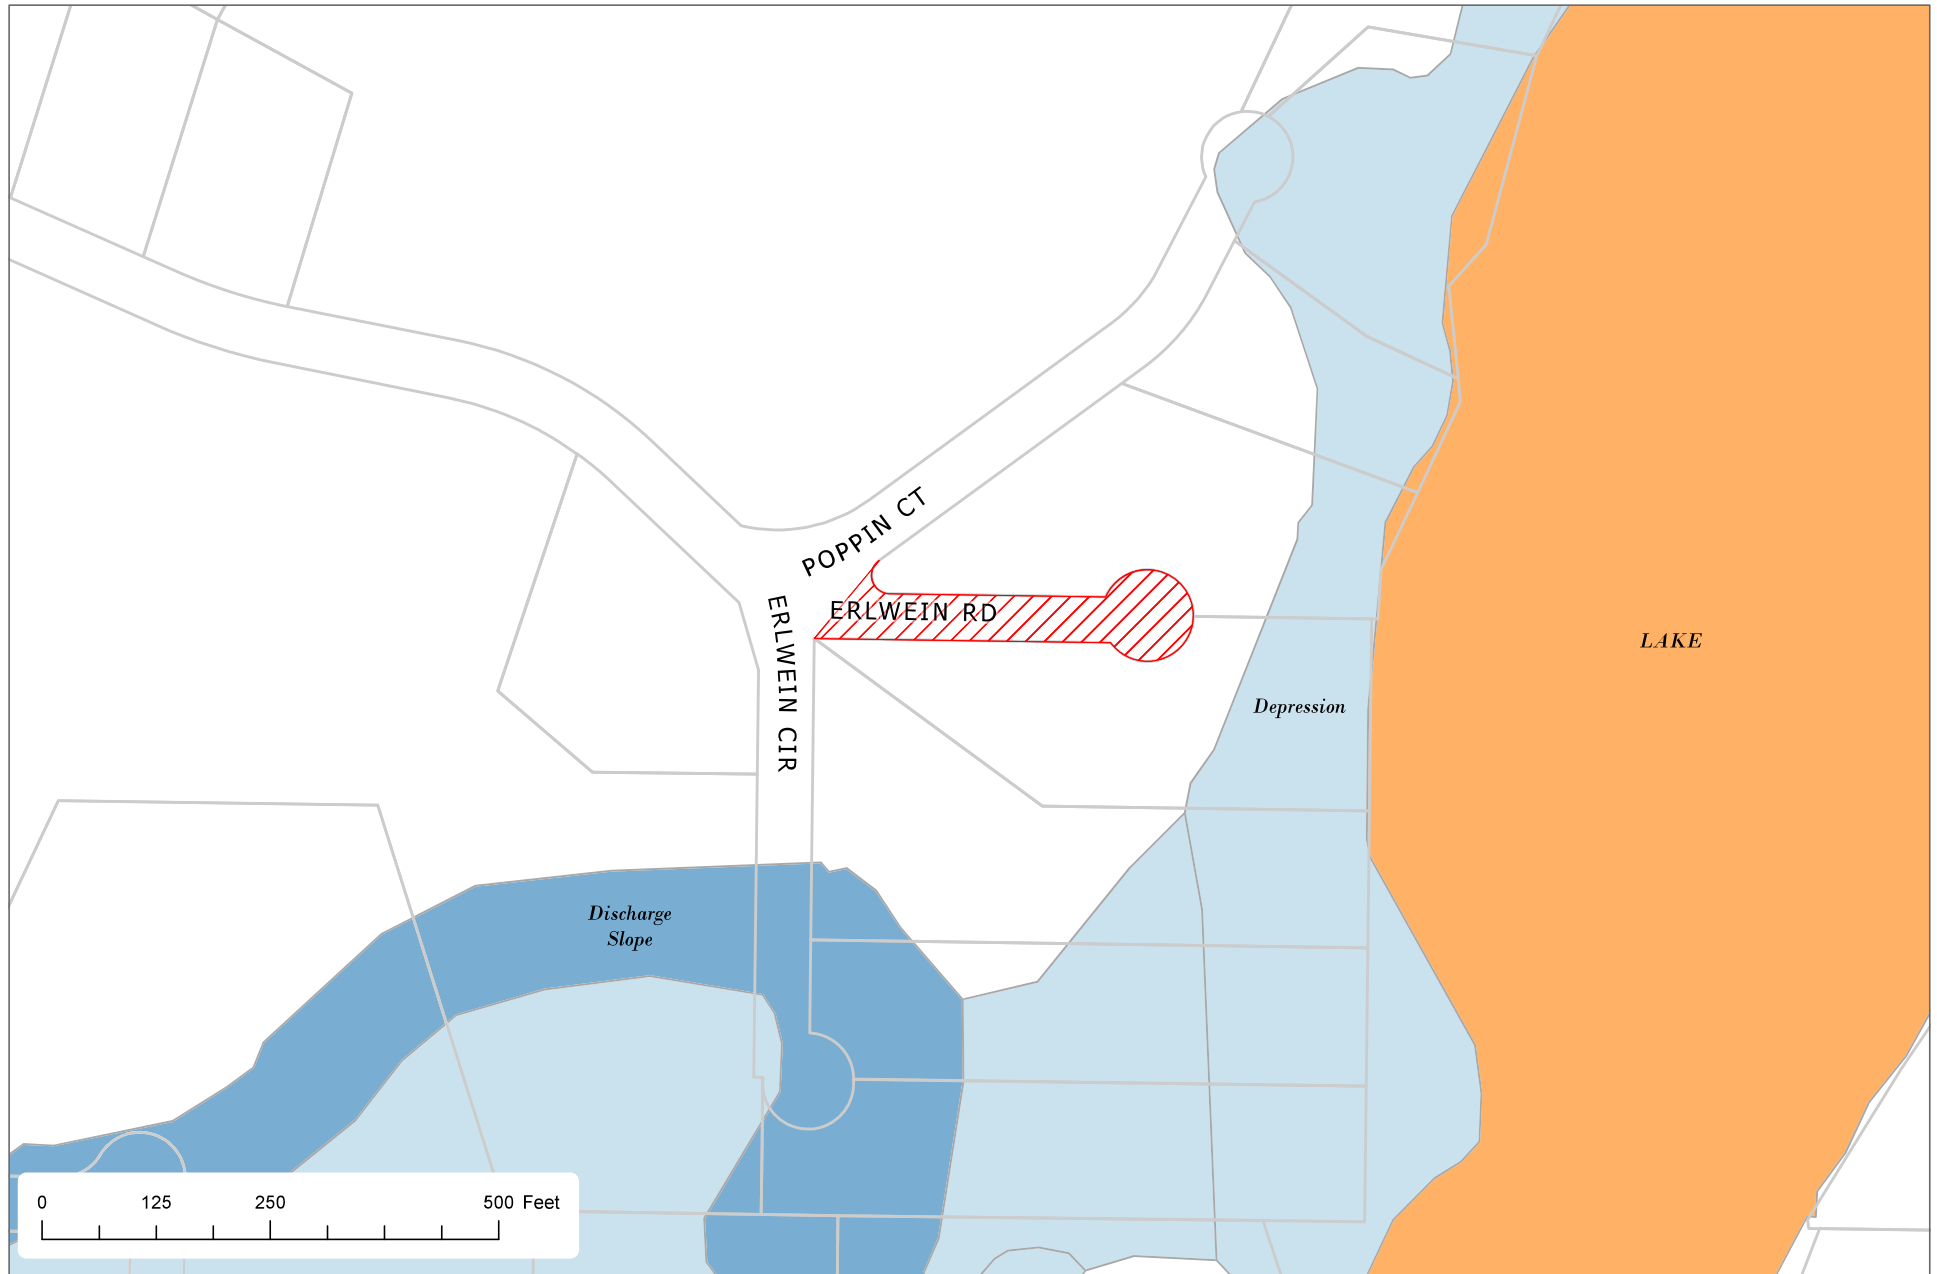 POPPIN CT
ERLWEIN RD
ERLWEIN CIR
LAKE
Depression
Discharge
Slope
0 125 250 500 Feet